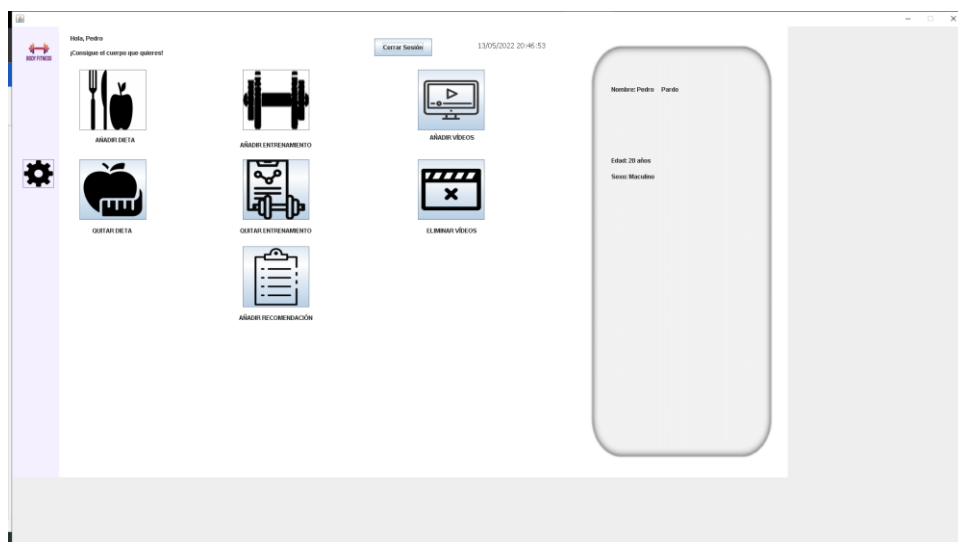 Hola, Pedro
¡Consigue el cuerpo que quieres!
Cerrar Sesión
13/05/2022 20:46:53
BODY FITNESS
Nombre: Pedro Pardo
AÑADIR DIETA
AÑADIR ENTRENAMIENTO
AÑADIR VÍDEOS
Edad: 20 años
Sexo: Maculino
QUITAR DIETA
QUITAR ENTRENAMIENTO
ELIMINAR VÍDEOS
AÑADIR RECOMENDACIÓN